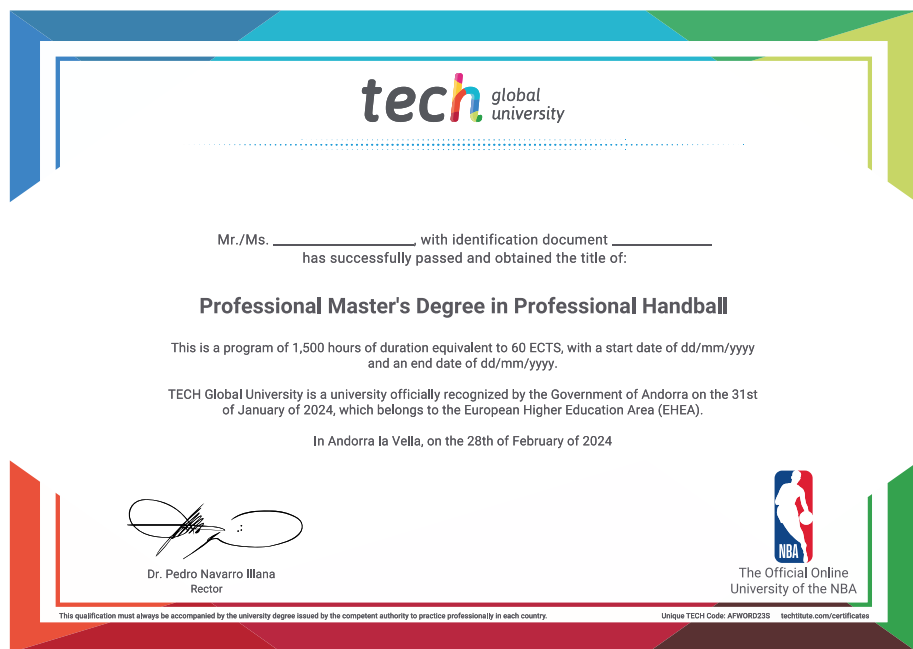 tech global university
Mr./Ms. ____________________, with identification document ______________
has successfully passed and obtained the title of:
Professional Master's Degree in Professional Handball
This is a program of 1,500 hours of duration equivalent to 60 ECTS, with a start date of dd/mm/yyyy
and an end date of dd/mm/yyyy.
TECH Global University is a university officially recognized by the Government of Andorra on the 31st
of January of 2024, which belongs to the European Higher Education Area (EHEA).
In Andorra la Vella, on the 28th of February of 2024
Dr. Pedro Navarro Illana
Rector
NBA
The Official Online
University of the NBA
This qualification must always be accompanied by the university degree issued by the competent authority to practice professionally in each country.
Unique TECH Code: AFWORD23S techtitute.com/certificates